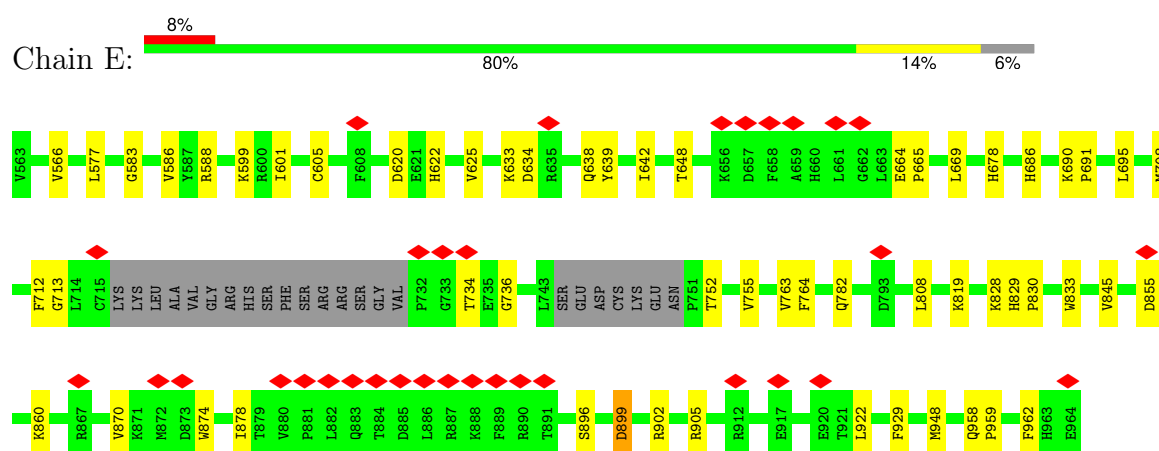 8%
Chain E:
80% 14% 6%
V563 V566 L577 G583 V586 Y587 R588 K599 R600 I601 C605 F608 D620 E621 H622 V625 K633 D634 R635 Q638 Y639 I642 T648 K656 D657 F658 A659 H660 L661 G662 L663 E664 P665 L669 H678 H686 K690 P691 L695
F712 G713 L714 C715 LYS LYS LEU ALA VAL GLY ARG HIS SER PHE SER ARG ARG SER GLY VAL P732 G733 T734 E735 G736 L743 SER GLU ASP CYS LYS GLU ASN P751 T752 V755 V763 F764 Q782 D793 L808 K819 K828 H829 P830 W833 V845 D855
K860 R867 V870 K871 M872 D873 W874 I878 T879 V880 P881 L882 Q883 T884 D885 L886 R887 K888 F889 R890 T891 S896 D899 R902 R905 R912 E917 E920 T921 L922 F929 M948 Q958 P959 F962 H963 E964